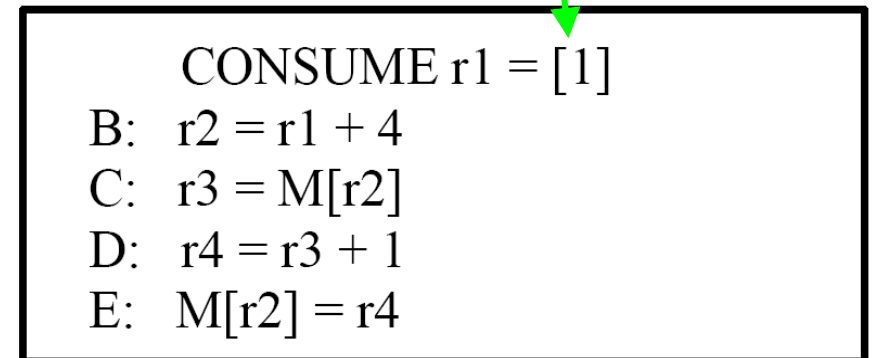 CONSUME r1 = [1]
B: r2 = r1 + 4
C: r3 = M[r2]
D: r4 = r3 + 1
E: M[r2] = r4